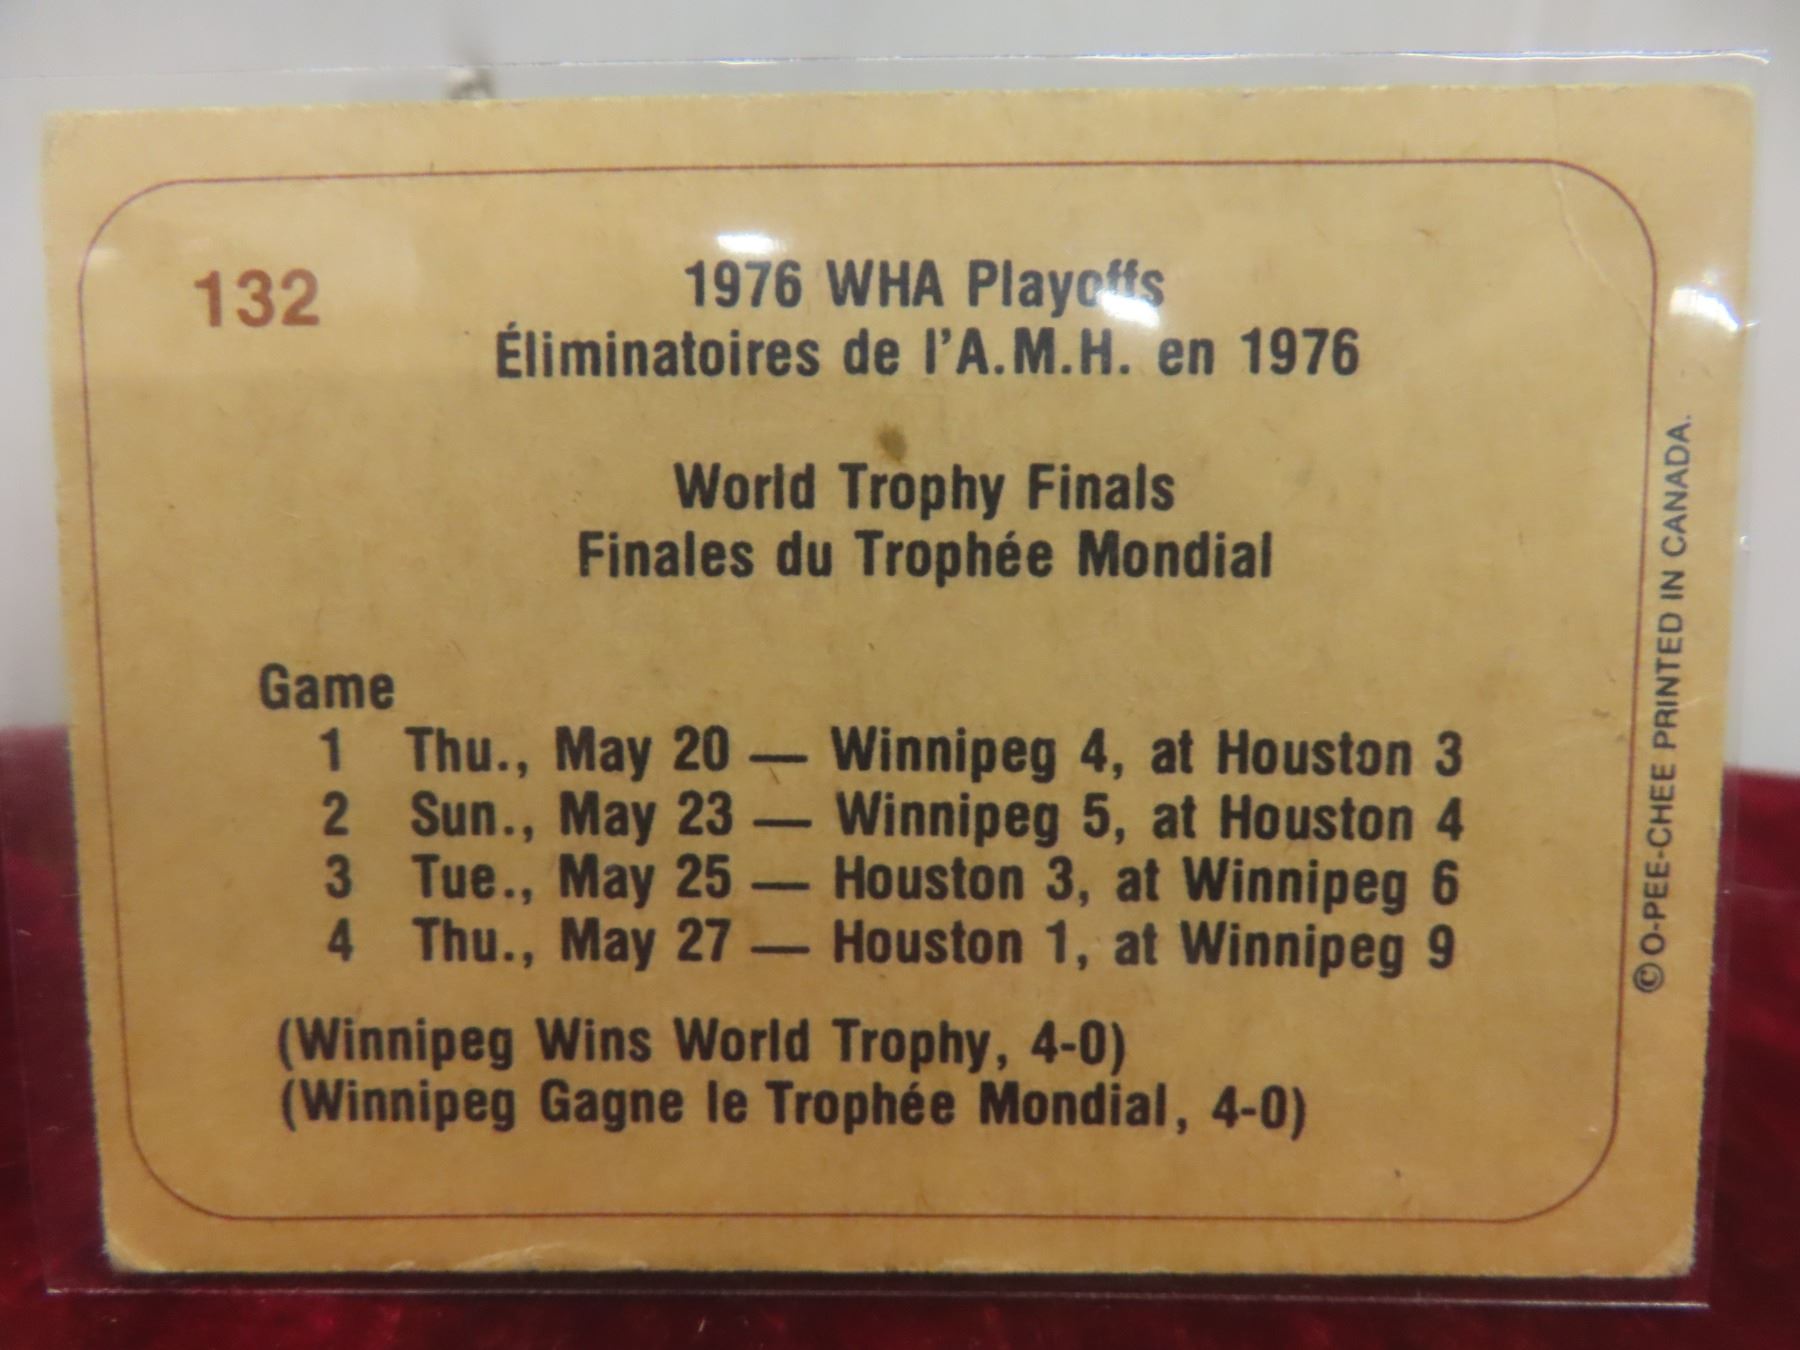 132
1976 WHA Playoffs
Éliminatoires de l'A.M.H. en 1976
World Trophy Finals
Finales du Trophée Mondial
Game
1 Thu., May 20 — Winnipeg 4, at Houston 3
2 Sun., May 23 — Winnipeg 5, at Houston 4
3 Tue., May 25 — Houston 3, at Winnipeg 6
4 Thu., May 27 — Houston 1, at Winnipeg 9
(Winnipeg Wins World Trophy, 4-0)
(Winnipeg Gagne le Trophée Mondial, 4-0)
© O-PEE-CHEE PRINTED IN CANADA.